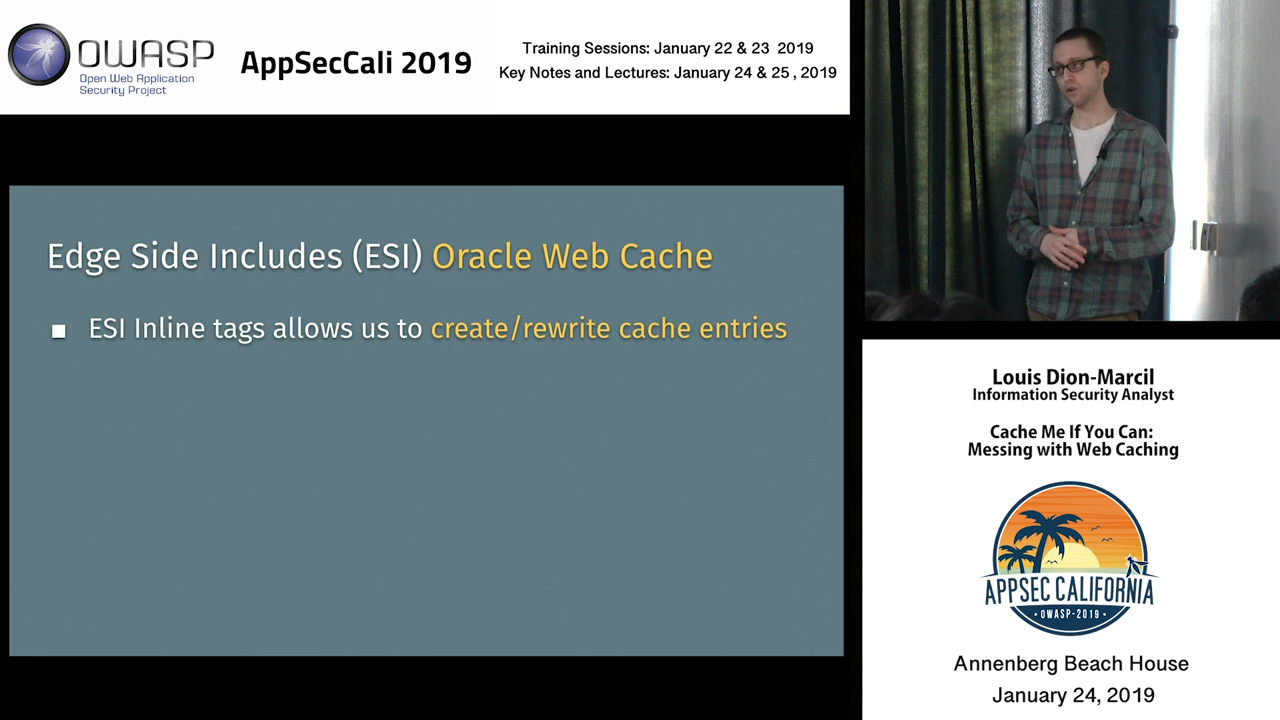 OWASP
Open Web Application
Security Project
AppSecCali 2019
Training Sessions: January 22 & 23 2019
Key Notes and Lectures: January 24 & 25 , 2019
Edge Side Includes (ESI) Oracle Web Cache
■ ESI Inline tags allows us to create/rewrite cache entries
Louis Dion-Marcil
Information Security Analyst
Cache Me If You Can:
Messing with Web Caching
APPSEC CALIFORNIA
• OWASP-2019 •
Annenberg Beach House
January 24, 2019